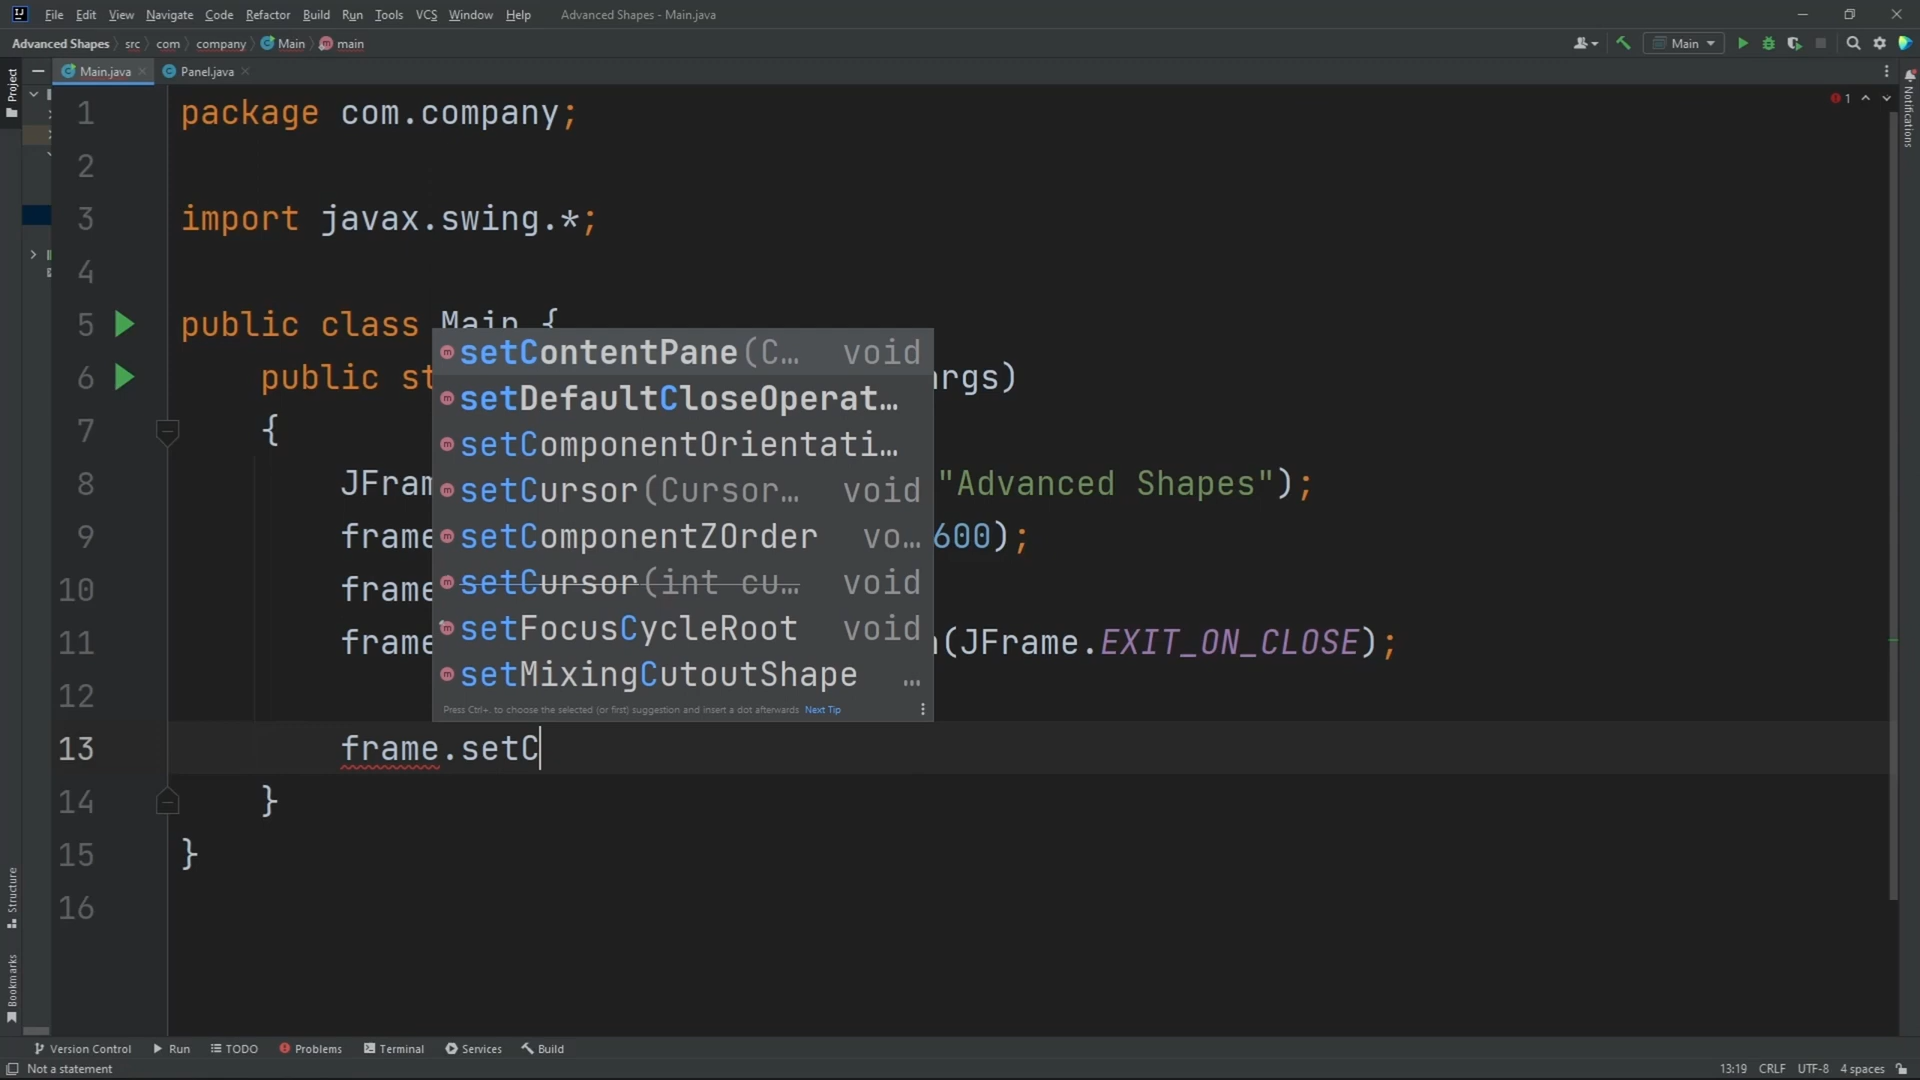 File Edit View Navigate Code Refactor Build Run Tools VCS Window Help Advanced Shapes - Main.java
Advanced Shapes src com company Main main
Main
Main.java Panel.java
Project
Notifications
1
1 package com.company;
2
3 import javax.swing.*;
4
5 public class Main {
6 public st rgs)
7 {
8 JFram "Advanced Shapes");
9 frame 600);
10 frame
11 frame (JFrame.EXIT_ON_CLOSE);
12
13 frame.setC
14 }
15 }
16
setContentPane(C… void
setDefaultCloseOperat…
setComponentOrientati…
setCursor(Cursor… void
setComponentZOrder vo…
setCursor(int cu… void
setFocusCycleRoot void
setMixingCutoutShape …
Press Ctrl+. to choose the selected (or first) suggestion and insert a dot afterwards Next Tip
Structure
Bookmarks
Version Control Run TODO Problems Terminal Services Build
Not a statement 13:19 CRLF UTF-8 4 spaces